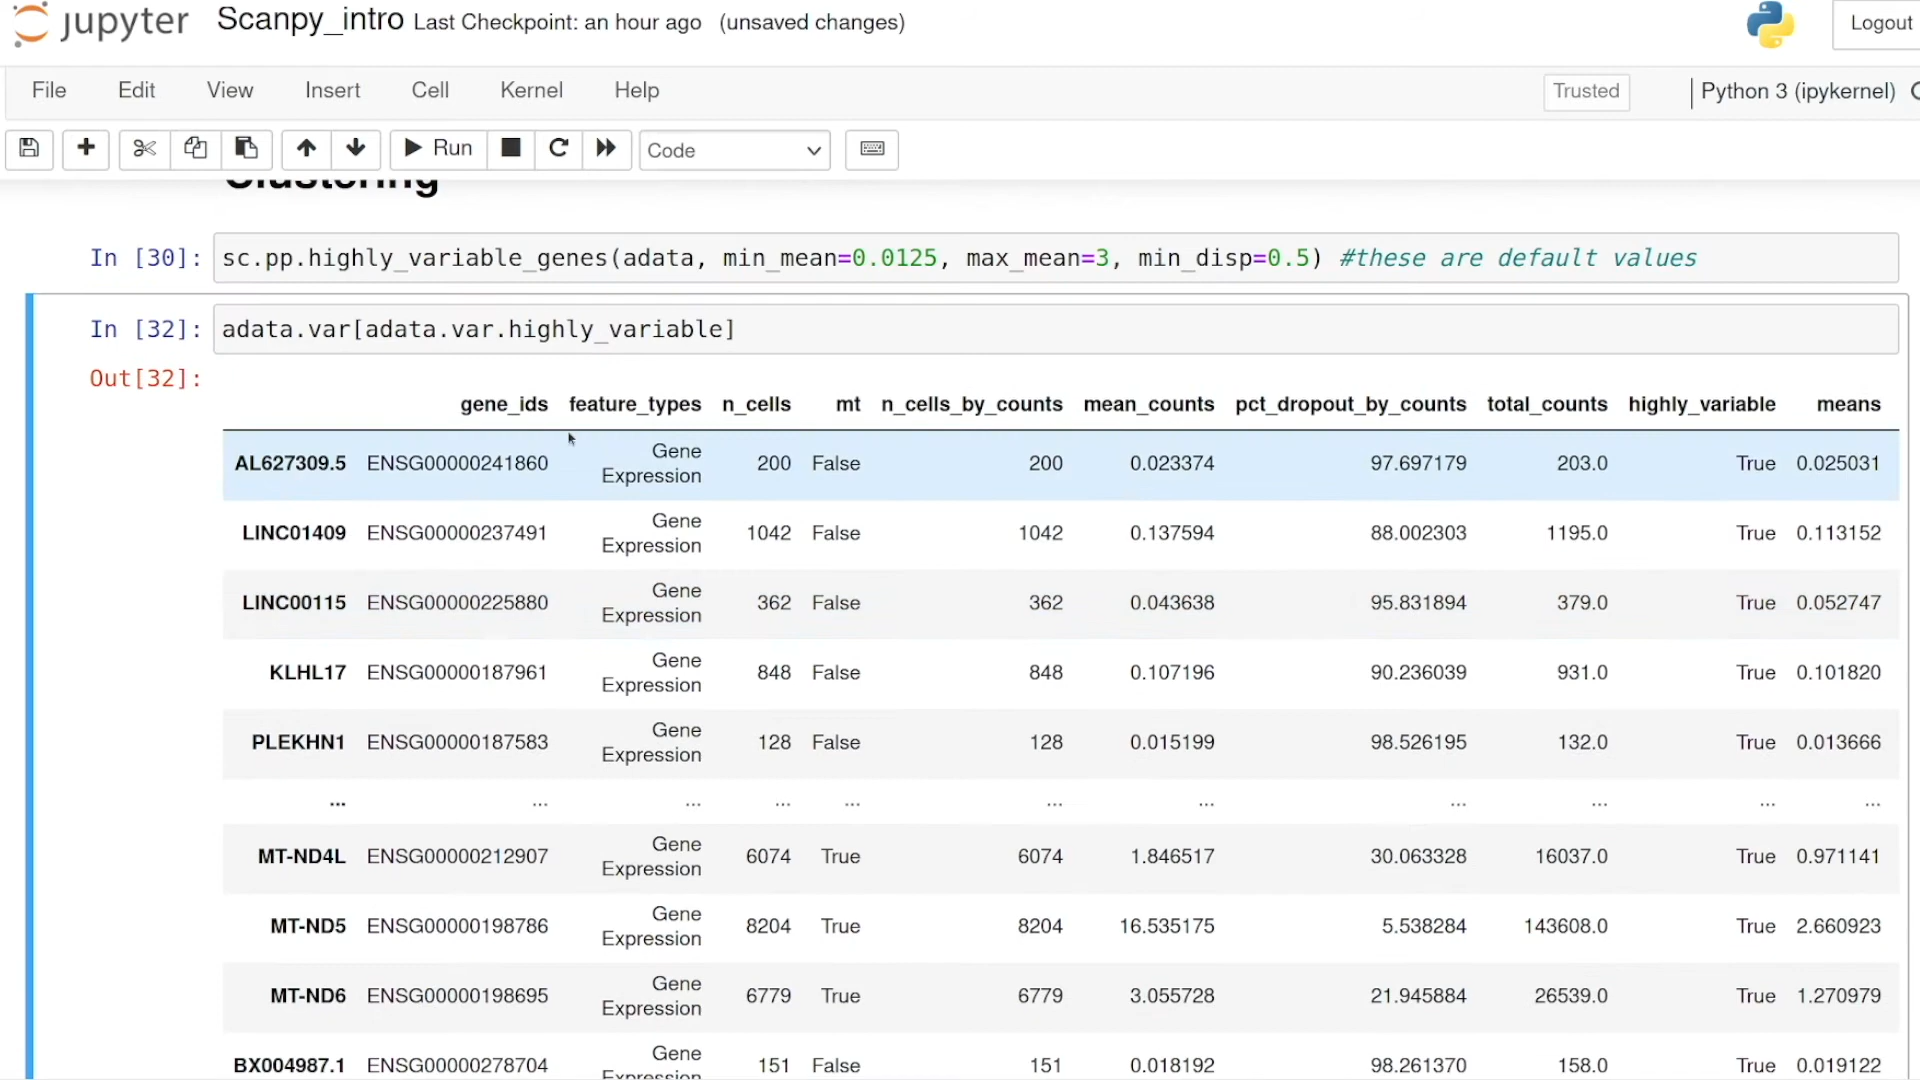 jupyter Scanpy_intro Last Checkpoint: an hour ago (unsaved changes) Logout
File Edit View Insert Cell Kernel Help Trusted Python 3 (ipykernel)
Run Code
Clustering
In [30]: sc.pp.highly_variable_genes(adata, min_mean=0.0125, max_mean=3, min_disp=0.5) #these are default values
In [32]: adata.var[adata.var.highly_variable]
Out[32]:
gene_ids feature_types n_cells mt n_cells_by_counts mean_counts pct_dropout_by_counts total_counts highly_variable means
AL627309.5 ENSG00000241860 Gene Expression 200 False 200 0.023374 97.697179 203.0 True 0.025031
LINC01409 ENSG00000237491 Gene Expression 1042 False 1042 0.137594 88.002303 1195.0 True 0.113152
LINC00115 ENSG00000225880 Gene Expression 362 False 362 0.043638 95.831894 379.0 True 0.052747
KLHL17 ENSG00000187961 Gene Expression 848 False 848 0.107196 90.236039 931.0 True 0.101820
PLEKHN1 ENSG00000187583 Gene Expression 128 False 128 0.015199 98.526195 132.0 True 0.013666
... ... ... ... ... ... ... ... ... ... ...
MT-ND4L ENSG00000212907 Gene Expression 6074 True 6074 1.846517 30.063328 16037.0 True 0.971141
MT-ND5 ENSG00000198786 Gene Expression 8204 True 8204 16.535175 5.538284 143608.0 True 2.660923
MT-ND6 ENSG00000198695 Gene Expression 6779 True 6779 3.055728 21.945884 26539.0 True 1.270979
BX004987.1 ENSG00000278704 Gene Expression 151 False 151 0.018192 98.261370 158.0 True 0.019122